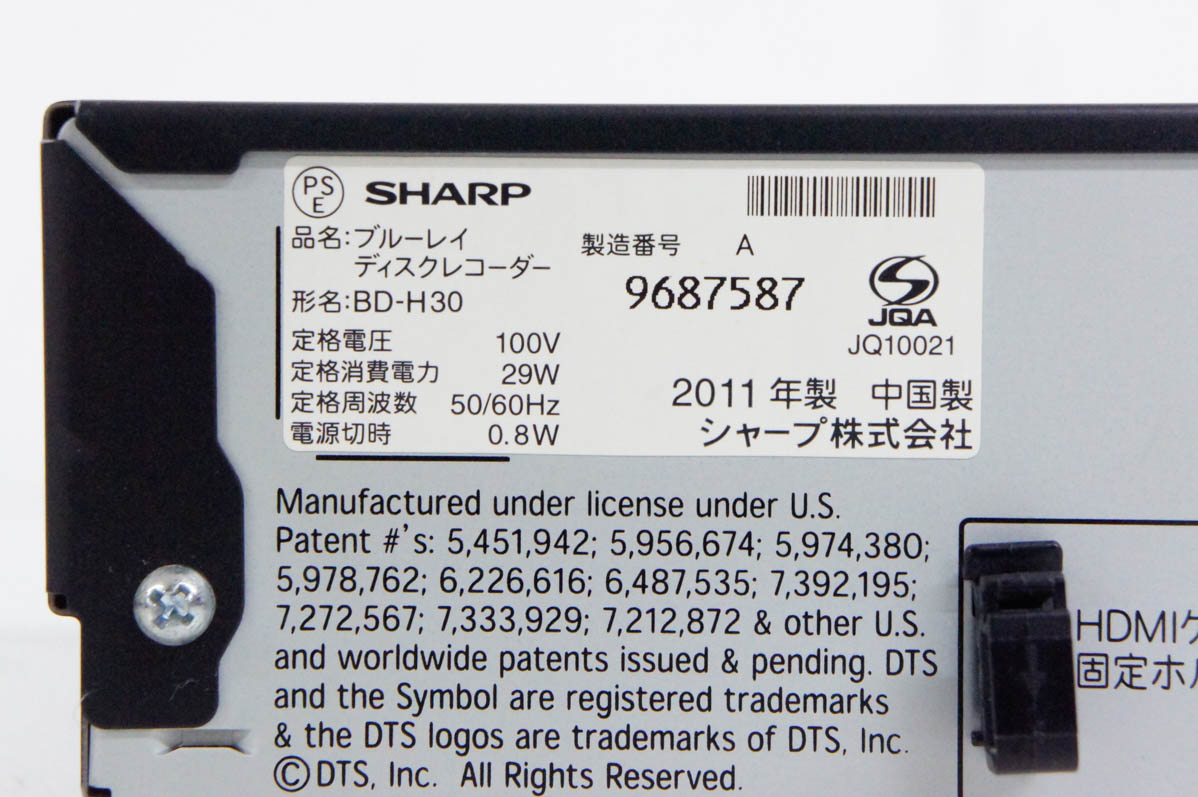 PS
E
SHARP
品名:ブルーレイ
ディスクレコーダー
形名:BD-H30
定格電圧 100V
定格消費電力 29W
定格周波数 50/60Hz
電源切時 0.8W
製造番号 A
9687587
JQA
JQ10021
2011 年製 中国製
シャープ株式会社
Manufactured under license under U.S.
Patent #'s: 5,451,942; 5,956,674; 5,974,380;
5,978,762; 6,226,616; 6,487,535; 7,392,195;
7,272,567; 7,333,929; 7,212,872 & other U.S.
and worldwide patents issued & pending. DTS
and the Symbol are registered trademarks
& the DTS logos are trademarks of DTS, Inc.
©DTS, Inc. All Rights Reserved.
HDMIケ
固定ホル